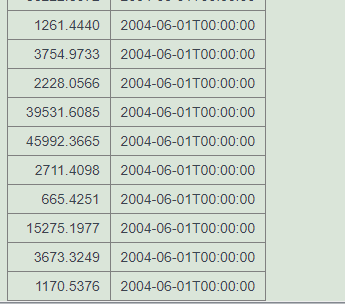 1261.4440 2004-06-01T00:00:00
3754.9733 2004-06-01T00:00:00
2228.0566 2004-06-01T00:00:00
39531.6085 2004-06-01T00:00:00
45992.3665 2004-06-01T00:00:00
2711.4098 2004-06-01T00:00:00
665.4251 2004-06-01T00:00:00
15275.1977 2004-06-01T00:00:00
3673.3249 2004-06-01T00:00:00
1170.5376 2004-06-01T00:00:00